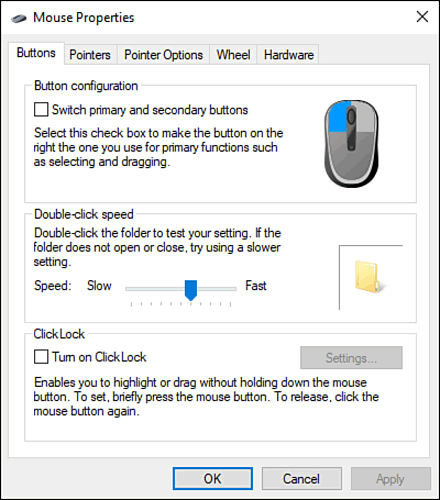 Mouse Properties
Buttons Pointers Pointer Options Wheel Hardware
Button configuration
Switch primary and secondary buttons
Select this check box to make the button on the
right the one you use for primary functions such
as selecting and dragging.
Double-click speed
Double-click the folder to test your setting. If the
folder does not open or close, try using a slower
setting.
Speed: Slow Fast
ClickLock
Turn on ClickLock Settings...
Enables you to highlight or drag without holding down the mouse
button. To set, briefly press the mouse button. To release, click the
mouse button again.
OK Cancel Apply